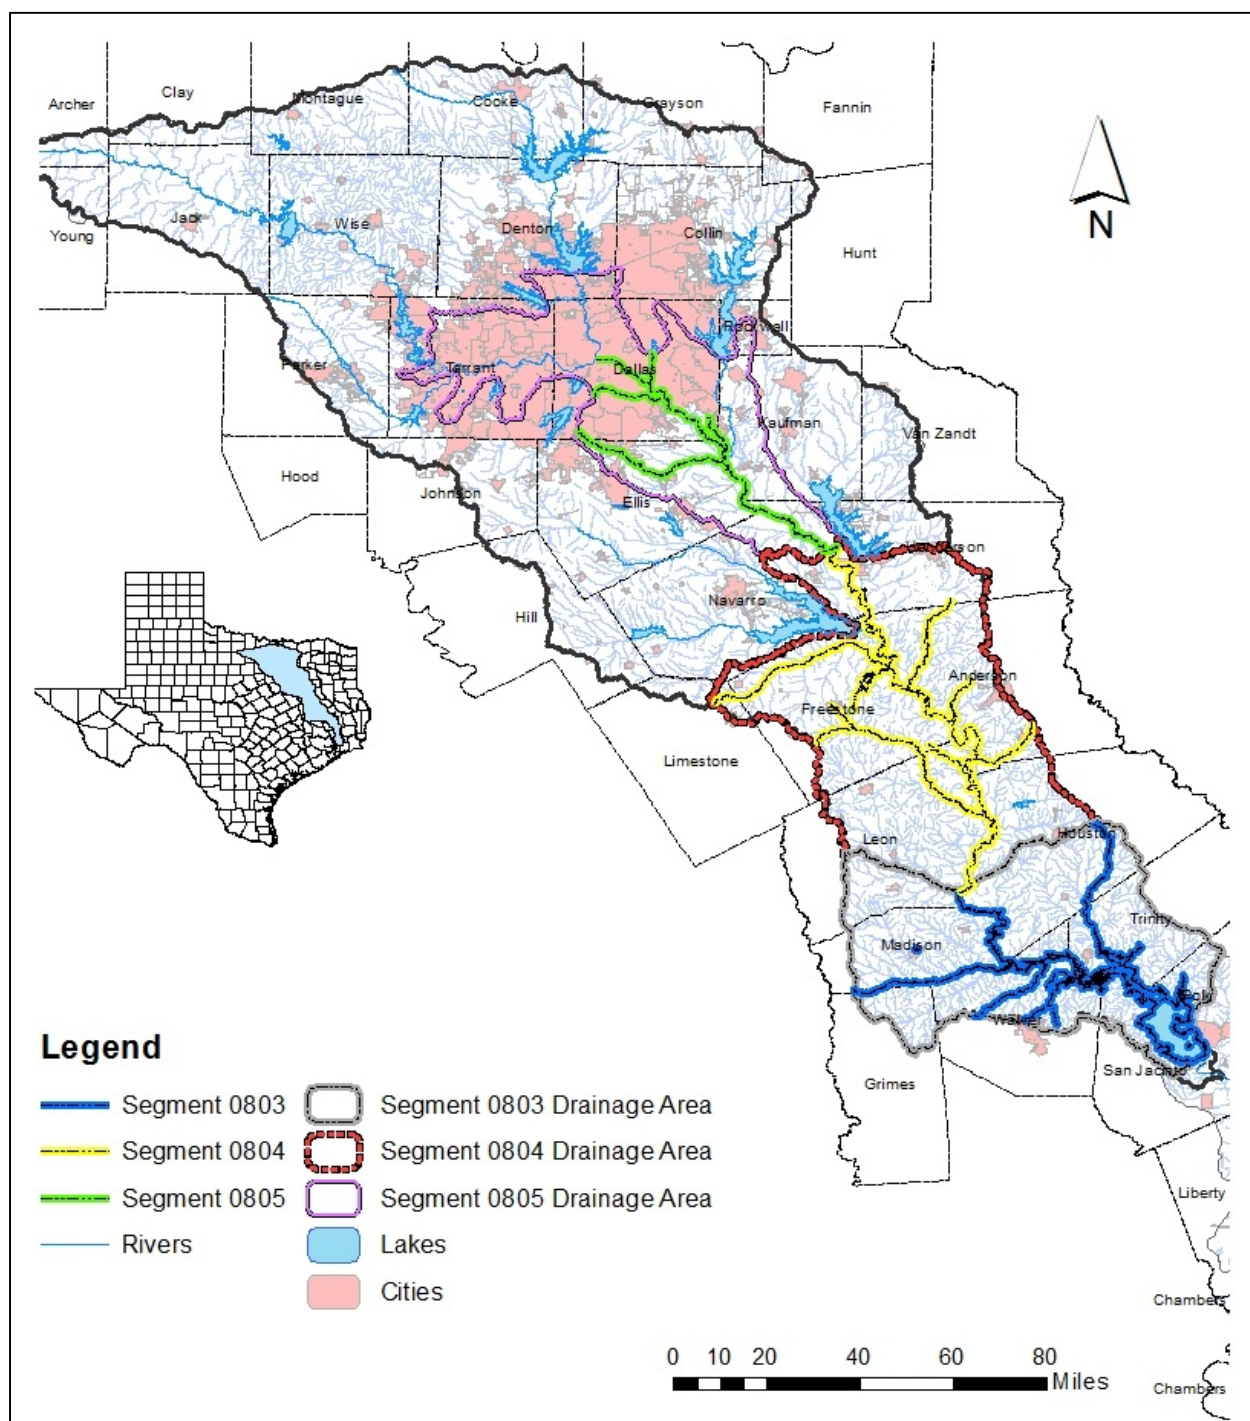 Archer
Clay
Montague
Cooke
Grayson
Fannin
N
Young
Jack
Wise
Denton
Collin
Hunt
Rockwall
Parker
Tarrant
Dallas
Kaufman
Van Zandt
Hood
Johnson
Ellis
Henderson
Hill
Navarro
Anderson
Freestone
Limestone
Leon
Houston
Trinity
Madison
Polk
Walker
San Jacinto
Grimes
Liberty
Chambers
Chambers
Legend
Segment 0803
Segment 0803 Drainage Area
Segment 0804
Segment 0804 Drainage Area
Segment 0805
Segment 0805 Drainage Area
Rivers
Lakes
Cities
0 10 20 40 60 80
Miles